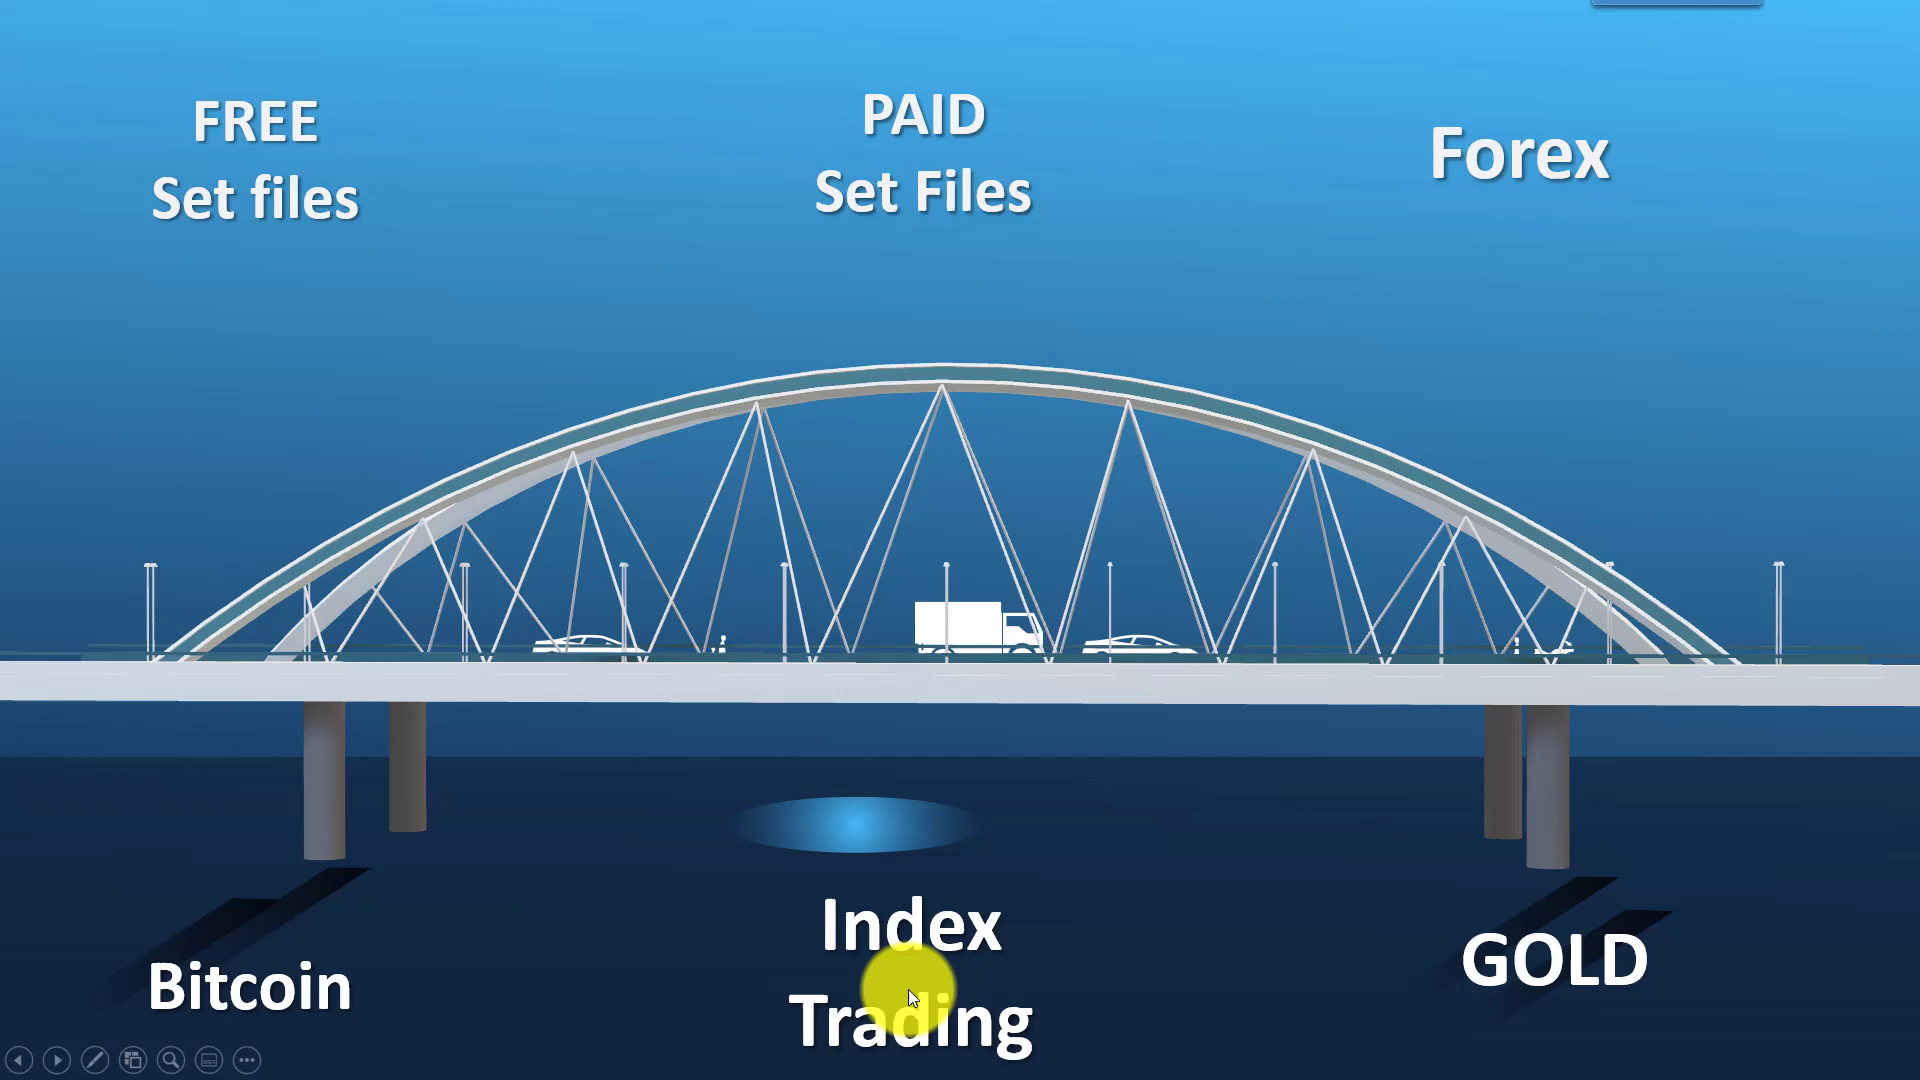 FREE
Set files
PAID
Set Files
Forex
Bitcoin
Index
Trading
GOLD